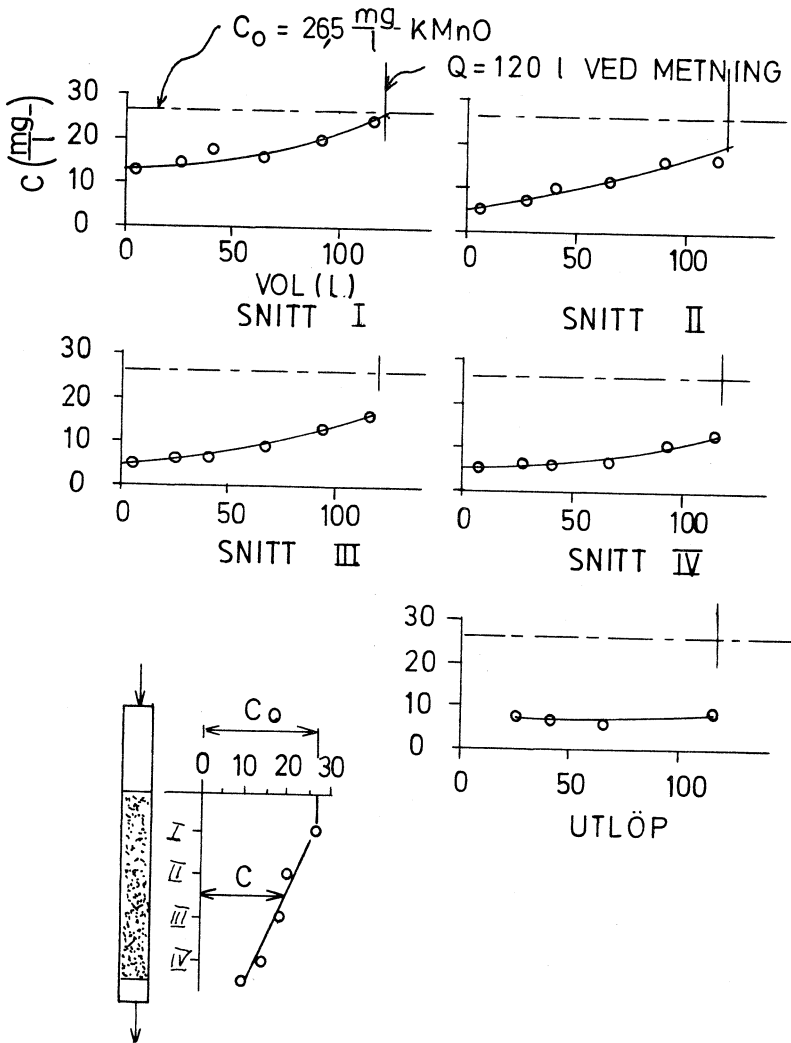 C₀ = 26,5 mg/l KMnO
Q = 120 l VED METNING
C (mg/l)
30
20
10
0
0 50 100
VOL (l.)
SNITT I
0 50 100
SNITT II
30
20
10
0
0 50 100
SNITT III
0 50 100
SNITT IV
30
20
10
0
0 50 100
UTLÖP
C₀
0 10 20 30
I
II
C
III
IV